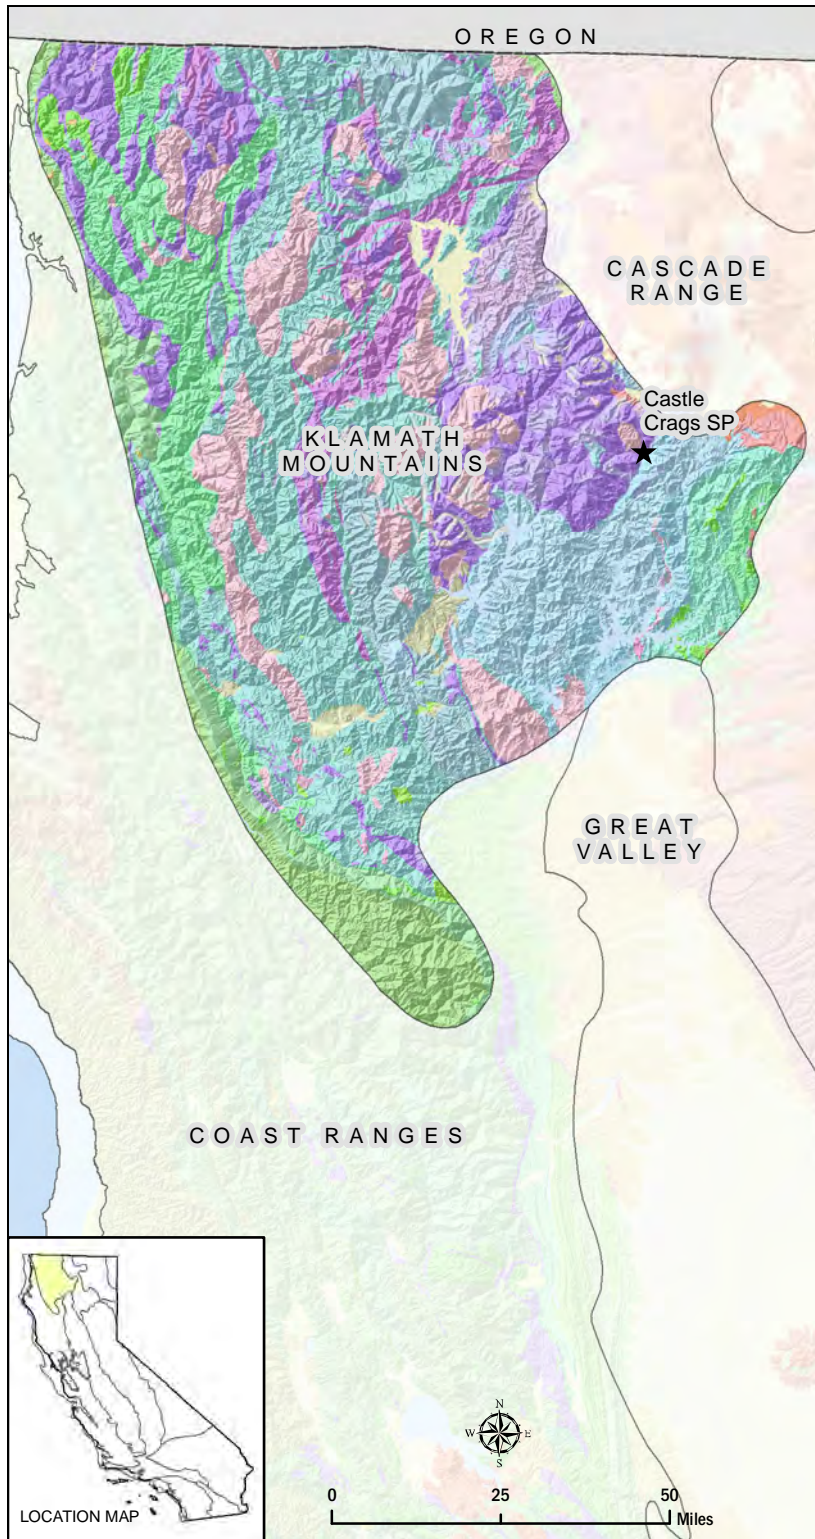 OREGON
CASCADE
RANGE
Castle
Crags SP
KLAMATH
MOUNTAINS
GREAT
VALLEY
COAST RANGES
N
W E
S
0 25 50
Miles
LOCATION MAP